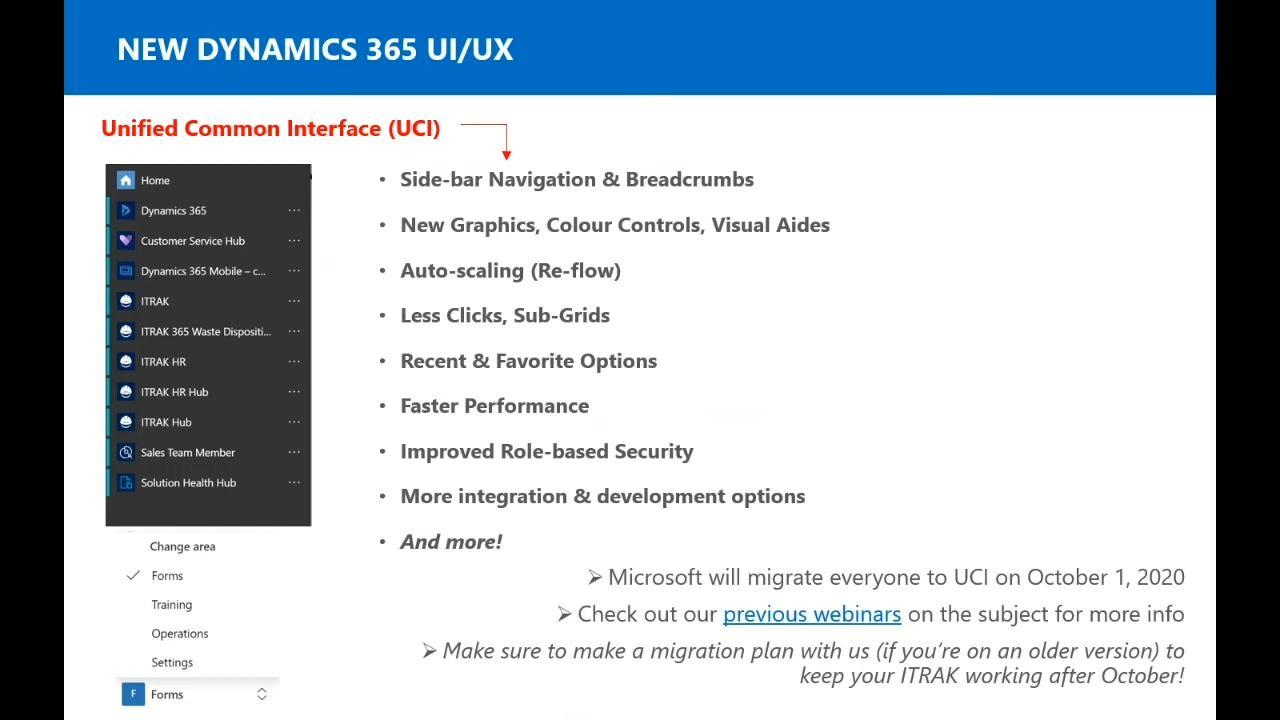 NEW DYNAMICS 365 UI/UX
Unified Common Interface (UCI)
Home
Dynamics 365
Customer Service Hub
Dynamics 365 Mobile – c...
ITRAK
ITRAK 365 Waste Dispositi...
ITRAK HR
ITRAK HR Hub
ITRAK Hub
Sales Team Member
Solution Health Hub
Change area
Forms
Training
Operations
Settings
F Forms
• Side-bar Navigation & Breadcrumbs
• New Graphics, Colour Controls, Visual Aides
• Auto-scaling (Re-flow)
• Less Clicks, Sub-Grids
• Recent & Favorite Options
• Faster Performance
• Improved Role-based Security
• More integration & development options
• And more!
➢ Microsoft will migrate everyone to UCI on October 1, 2020
➢ Check out our previous webinars on the subject for more info
➢ Make sure to make a migration plan with us (if you're on an older version) to
keep your ITRAK working after October!